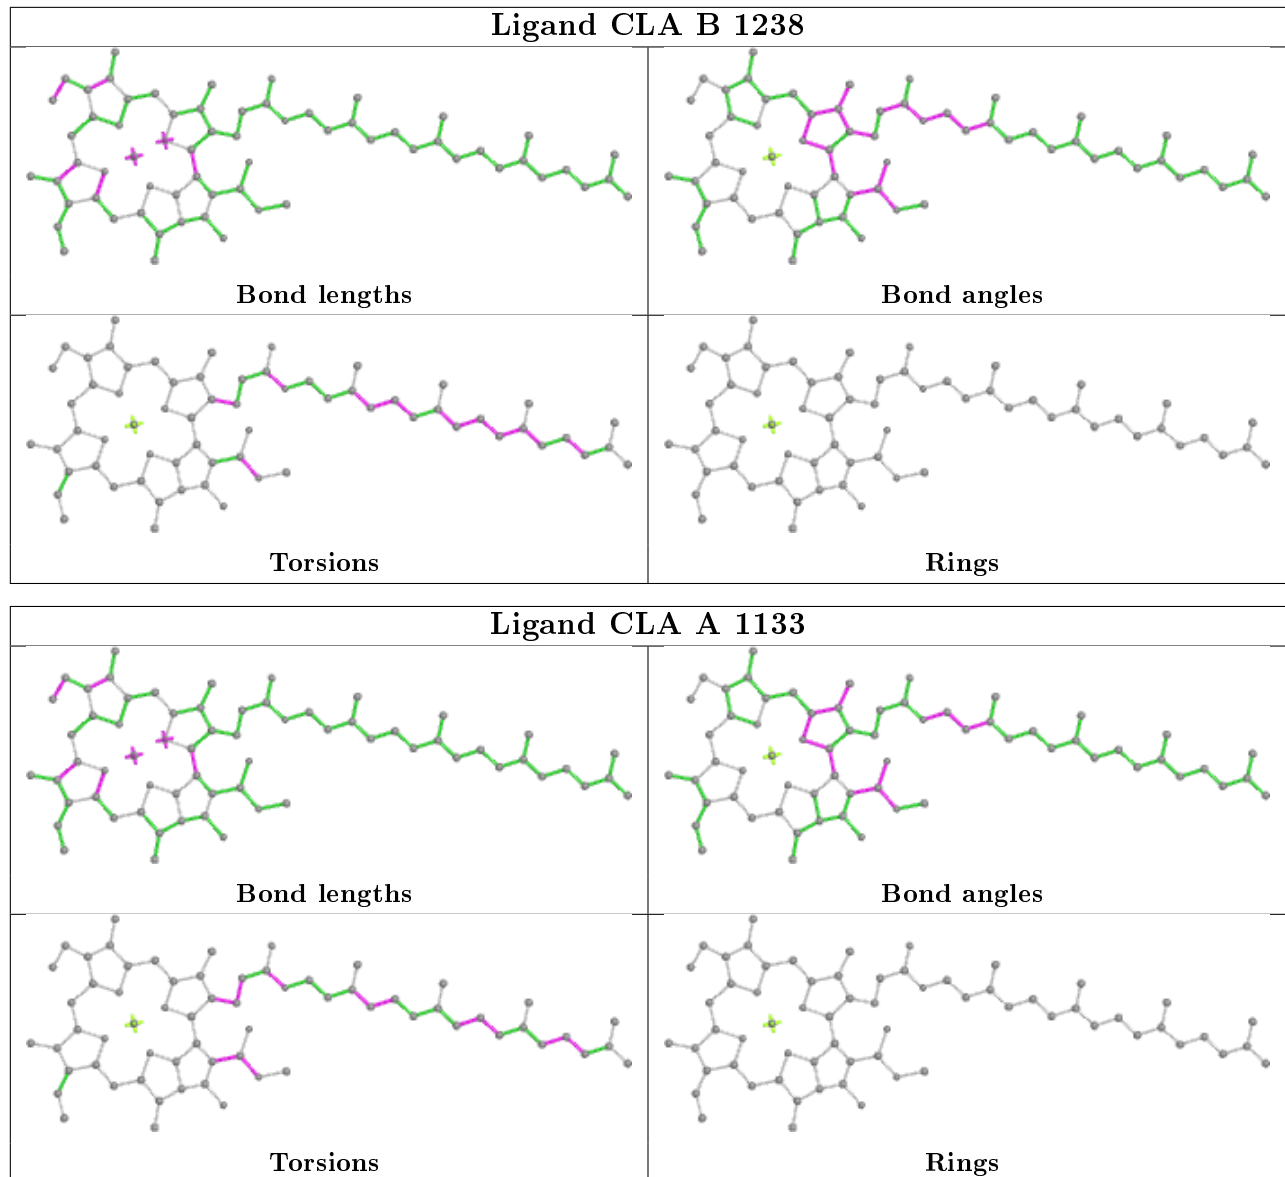 Ligand CLA B 1238
Bond lengths
Bond angles
Torsions
Rings
Ligand CLA A 1133
Bond lengths
Bond angles
Torsions
Rings